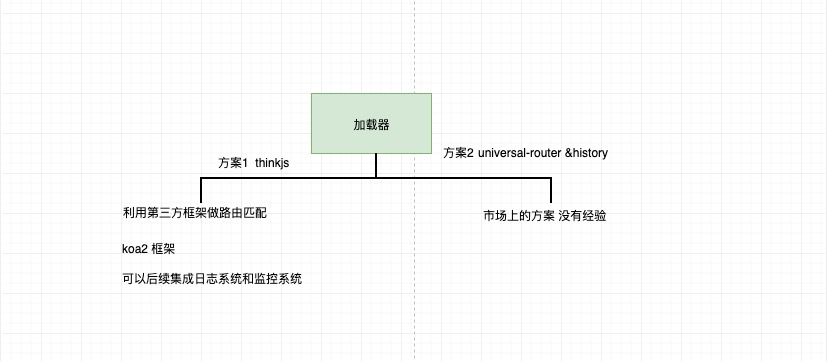 加载器
方案1 thinkjs
方案2 universal-router &history
利用第三方框架做路由匹配
市场上的方案 没有经验
koa2 框架
可以后续集成日志系统和监控系统